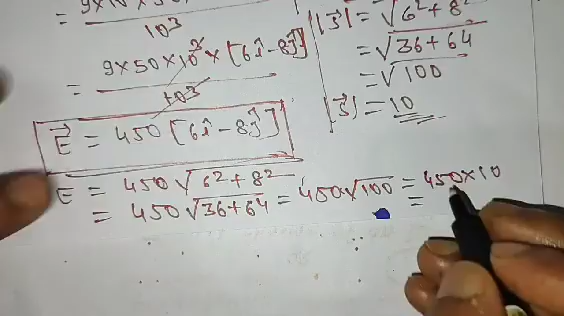 10³
= 9×50×10³ × [6î-8ĵ]
10³
E⃗ = 450 [6î-8ĵ]
E = 450 √6²+8²
= 450 √36+64 = 450√100 = 450×10
=
= √6²+8²
= √36+64
= √100
= 10